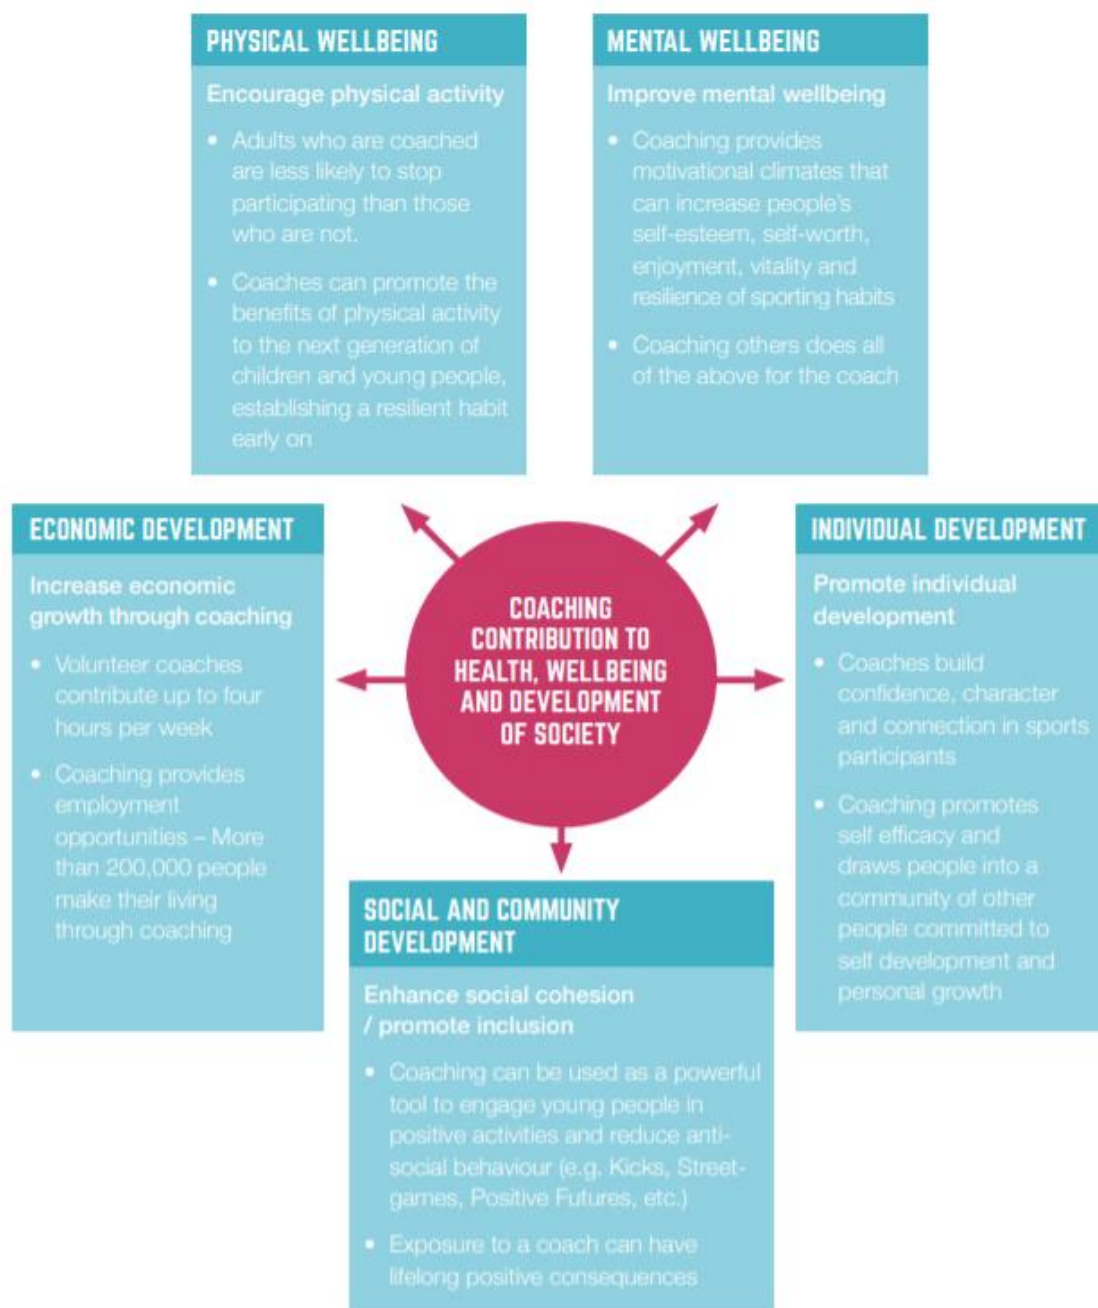 PHYSICAL WELLBEING
Encourage physical activity
• Adults who are coached
are less likely to stop
participating than those
who are not.
• Coaches can promote the
benefits of physical activity
to the next generation of
children and young people,
establishing a resilient habit
early on
MENTAL WELLBEING
Improve mental wellbeing
• Coaching provides
motivational climates that
can increase people's
self-esteem, self-worth,
enjoyment, vitality and
resilience of sporting habits
• Coaching others does all
of the above for the coach
ECONOMIC DEVELOPMENT
Increase economic
growth through coaching
• Volunteer coaches
contribute up to four
hours per week
• Coaching provides
employment
opportunities – More
than 200,000 people
make their living
through coaching
COACHING
CONTRIBUTION TO
HEALTH, WELLBEING
AND DEVELOPMENT
OF SOCIETY
INDIVIDUAL DEVELOPMENT
Promote individual
development
• Coaches build
confidence, character
and connection in sports
participants
• Coaching promotes
self efficacy and
draws people into a
community of other
people committed to
self development and
personal growth
SOCIAL AND COMMUNITY
DEVELOPMENT
Enhance social cohesion
/ promote inclusion
• Coaching can be used as a powerful
tool to engage young people in
positive activities and reduce anti-
social behaviour (e.g. Kicks, Street-
games, Positive Futures, etc.)
• Exposure to a coach can have
lifelong positive consequences